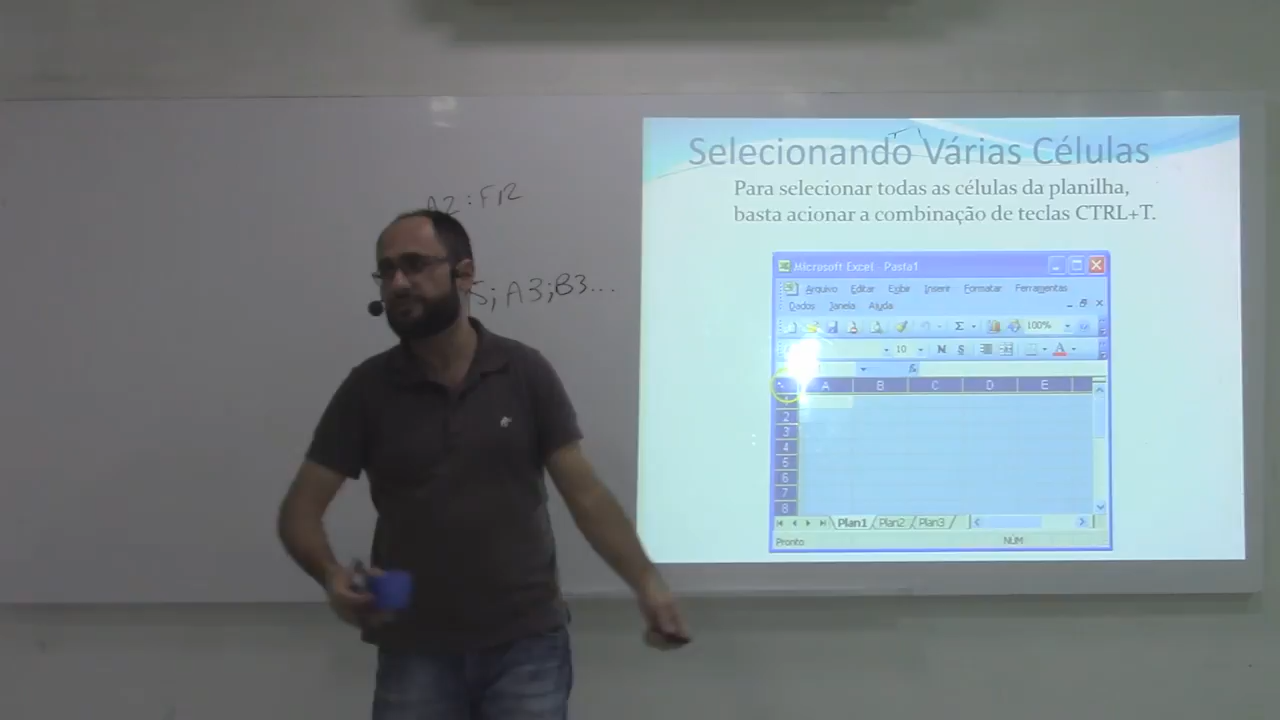 A2:F12
5; A3; B3...
Selecionando Várias Células
Para selecionar todas as células da planilha,
basta acionar a combinação de teclas CTRL+T.
Microsoft Excel Pasta1
Arquivo Editar Exibir Inserir Formatar Ferramentas
Dados Janela Ajuda
Σ 100%
10 N S A
fx
A B C D E
1
2
3
4
5
6
7
8
Plan1 Plan2 Plan3
Pronto NÚM